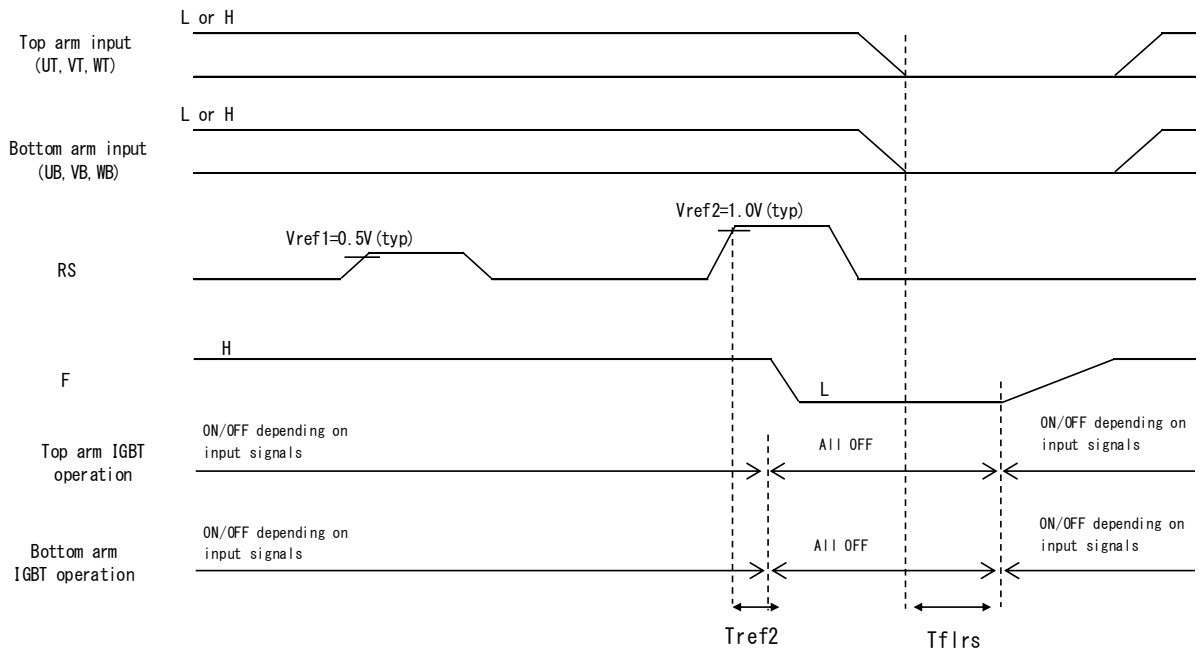 L or H
Top arm input
(UT, VT, WT)
L or H
Bottom arm input
(UB, VB, WB)
Vref2=1.0V(typ)
Vref1=0.5V(typ)
RS
H
F
L
ON/OFF depending on
input signals
All OFF
ON/OFF depending on
input signals
Top arm IGBT
operation
ON/OFF depending on
input signals
All OFF
ON/OFF depending on
input signals
Bottom arm
IGBT operation
Tref2
Tflrs